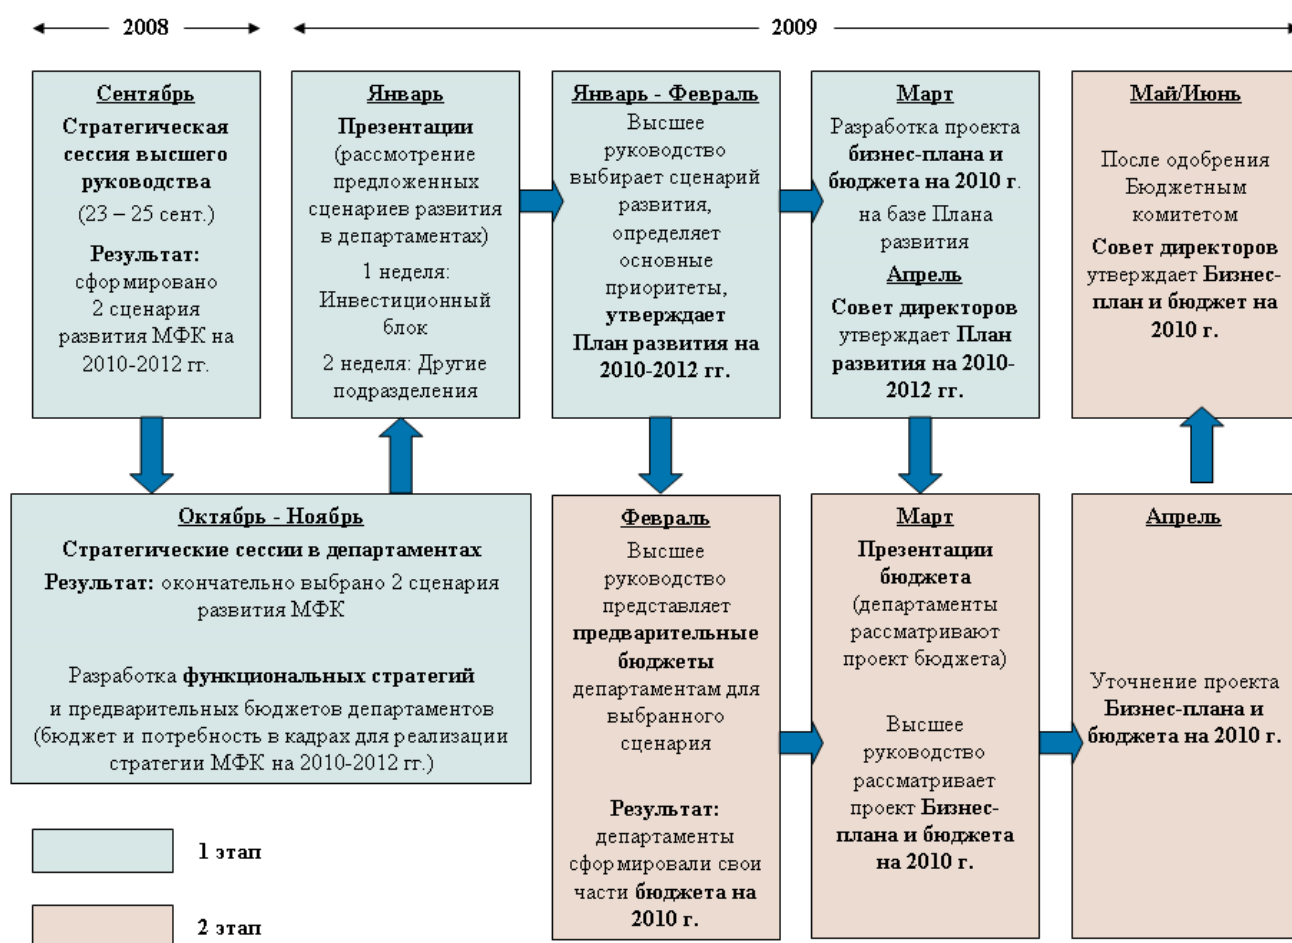 2008
2009
Сентябрь
Стратегическая
сессия высшего
руководства
(23 – 25 сент.)
Результат:
сформировано
2 сценария
развития МФК на
2010-2012 гг.
Январь
Презентации
(рассмотрение
предложенных
сценариев развития
в департаментах)
1 неделя:
Инвестиционный
блок
2 неделя: Другие
подразделения
Январь - Февраль
Высшее
руководство
выбирает сценарий
развития,
определяет
основные
приоритеты,
утверждает
План развития на
2010-2012 гг.
Март
Разработка проекта
бизнес-плана и
бюджета на 2010 г.
на базе Плана
развития
Апрель
Совет директоров
утверждает План
развития на 2010-
2012 гг.
Май/Июнь
После одобрения
Бюджетным
комитетом
Совет директоров
утверждает Бизнес-
план и бюджет на
2010 г.
Октябрь - Ноябрь
Стратегические сессии в департаментах
Результат: окончательно выбрано 2 сценария
развития МФК
Разработка функциональных стратегий
и предварительных бюджетов департаментов
(бюджет и потребность в кадрах для реализации
стратегии МФК на 2010-2012 гг.)
Февраль
Высшее
руководство
представляет
предварительные
бюджеты
департаментам для
выбранного
сценария
Результат:
департаменты
сформировали свои
части бюджета на
2010 г.
Март
Презентации
бюджета
(департаменты
рассматривают
проект бюджета)
Высшее
руководство
рассматривает
проект Бизнес-
плана и бюджета
на 2010 г.
Апрель
Уточнение проекта
Бизнес-плана и
бюджета на 2010 г.
1 этап
2 этап